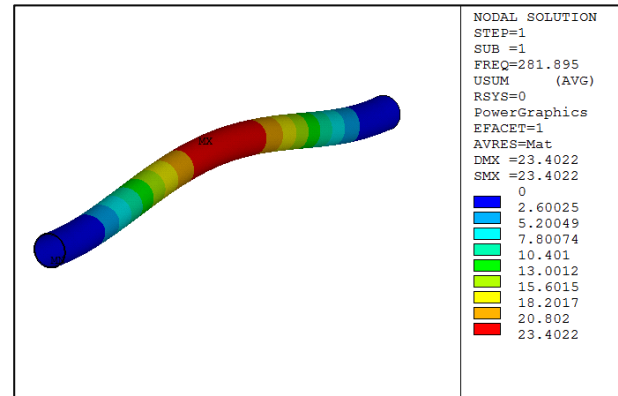 NODAL SOLUTION
STEP=1
SUB =1
FREQ=281.895
USUM (AVG)
RSYS=0
PowerGraphics
EFACET=1
AVRES=Mat
DMX =23.4022
SMX =23.4022
0
2.60025
5.20049
7.80074
10.401
13.0012
15.6015
18.2017
20.802
23.4022
MX